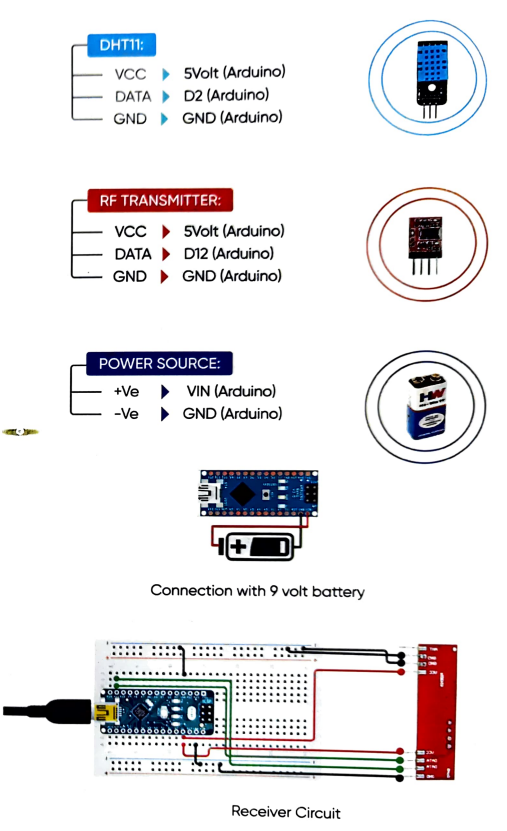 DHT11:
VCC 5Volt (Arduino)
DATA D2 (Arduino)
GND GND (Arduino)
RF TRANSMITTER:
VCC 5Volt (Arduino)
DATA D12 (Arduino)
GND GND (Arduino)
POWER SOURCE:
+Ve VIN (Arduino)
-Ve GND (Arduino)
HW
Connection with 9 volt battery
Receiver Circuit